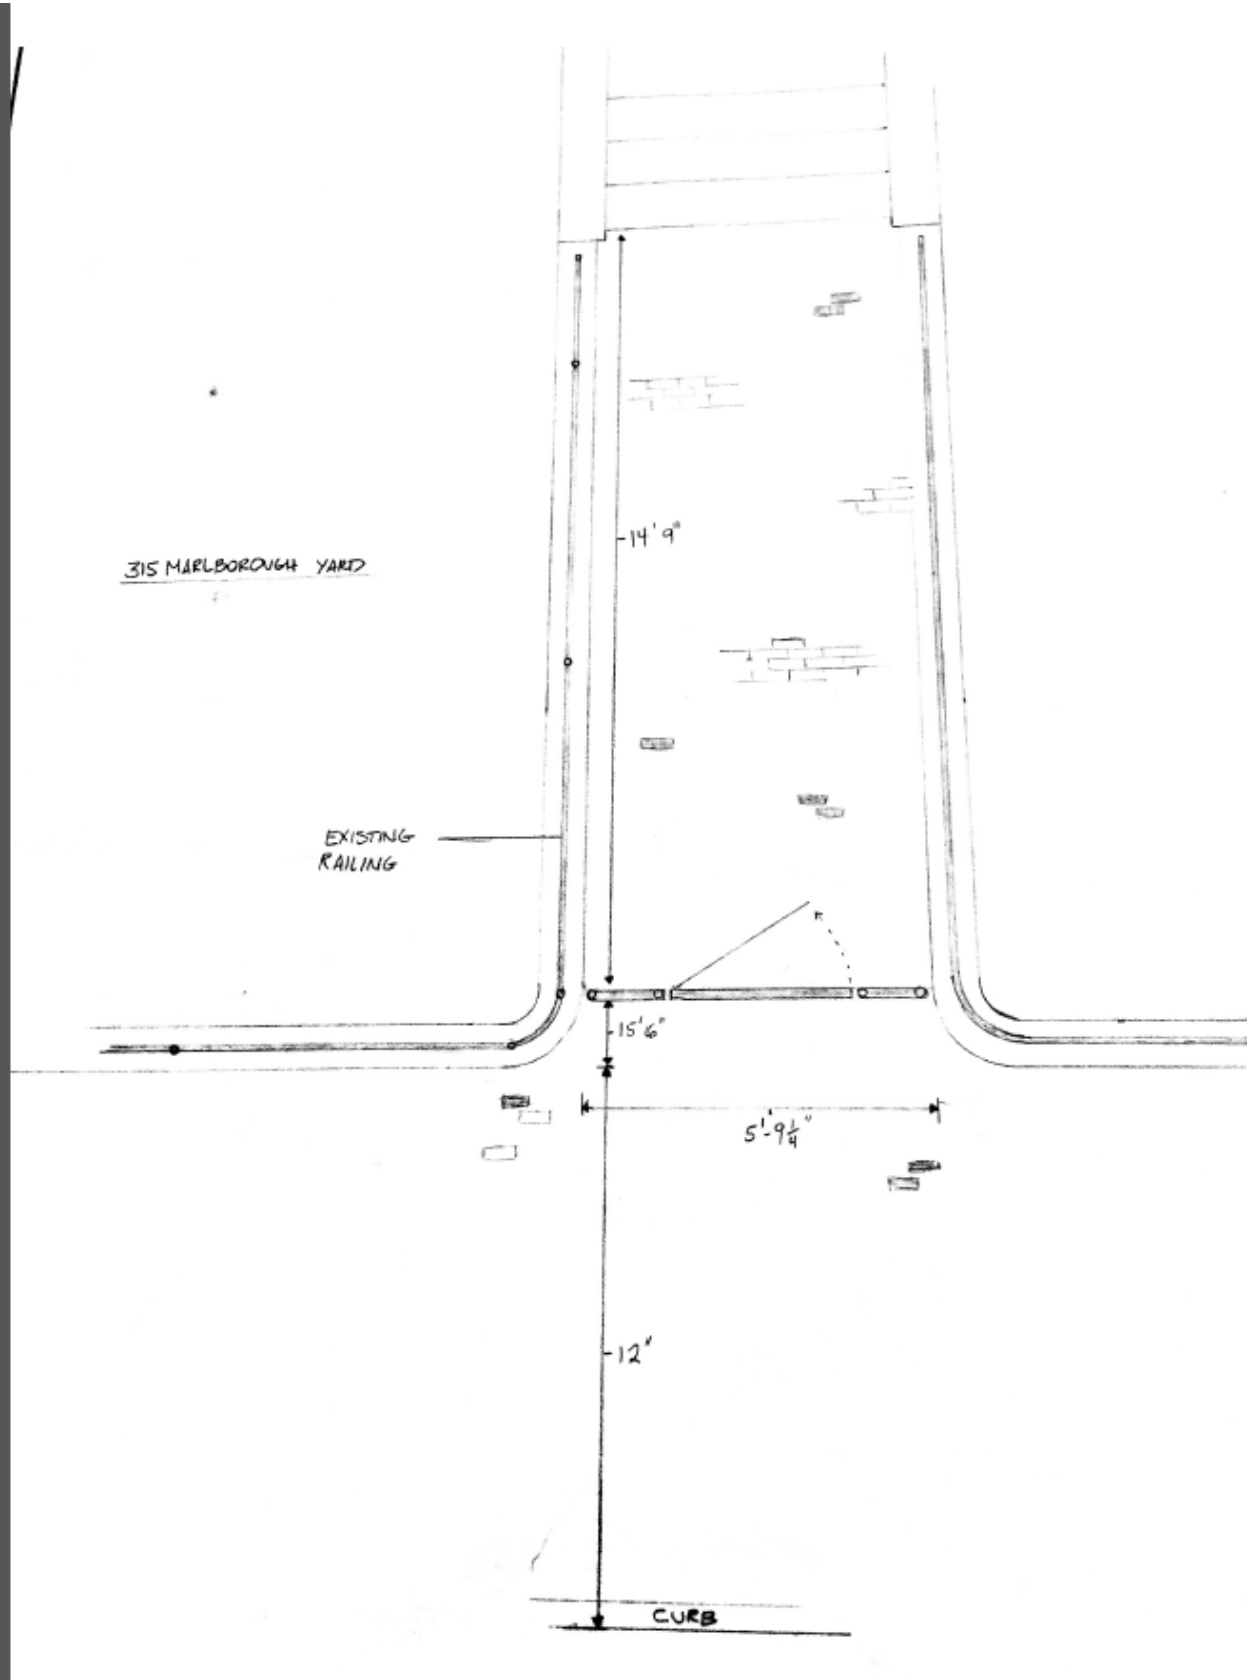 14'9"
315 MARLBOROUGH YARD
EXISTING
RAILING
15'6"
5'-9¼"
12"
CURB